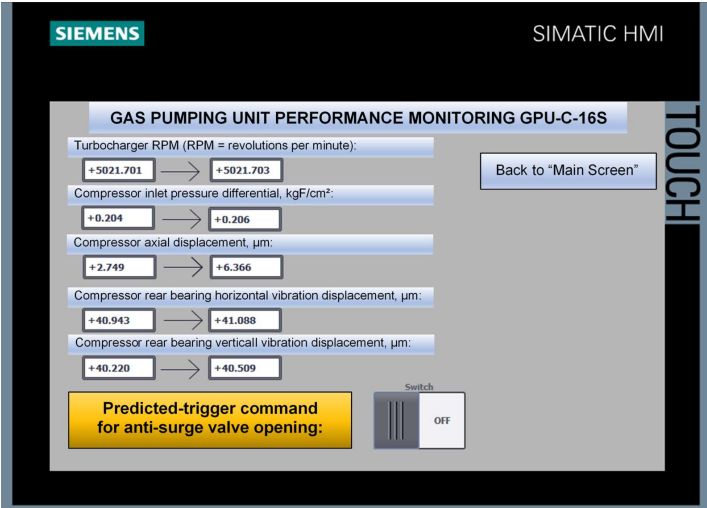 SIEMENS
SIMATIC HMI
TOUCH
GAS PUMPING UNIT PERFORMANCE MONITORING GPU-C-16S
Turbocharger RPM (RPM = revolutions per minute):
+5021.701 → +5021.703
Back to “Main Screen”
Compressor inlet pressure differential, kgF/cm²:
+0.204 → +0.206
Compressor axial displacement, µm:
+2.749 → +6.366
Compressor rear bearing horizontal vibration displacement, µm:
+40.943 → +41.088
Compressor rear bearing verticall vibration displacement, µm:
+40.220 → +40.509
Predicted-trigger command
for anti-surge valve opening:
Switch
OFF